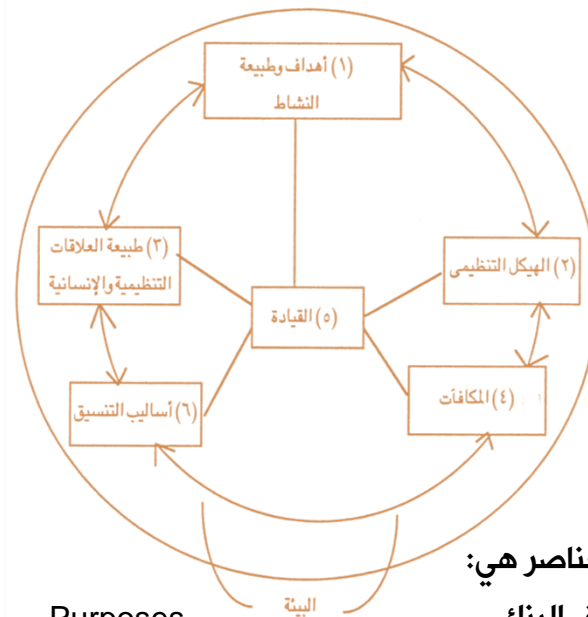 (١) أهداف وطبيعة
النشاط
(٣) طبيعة العلاقات
التنظيمية والإنسانية
(٢) الهيكل التنظيمى
(٥) القيادة
(٦) أساليب التنسيق
(٤) المكافآت
ناصر هي:
البيئة
Purposes